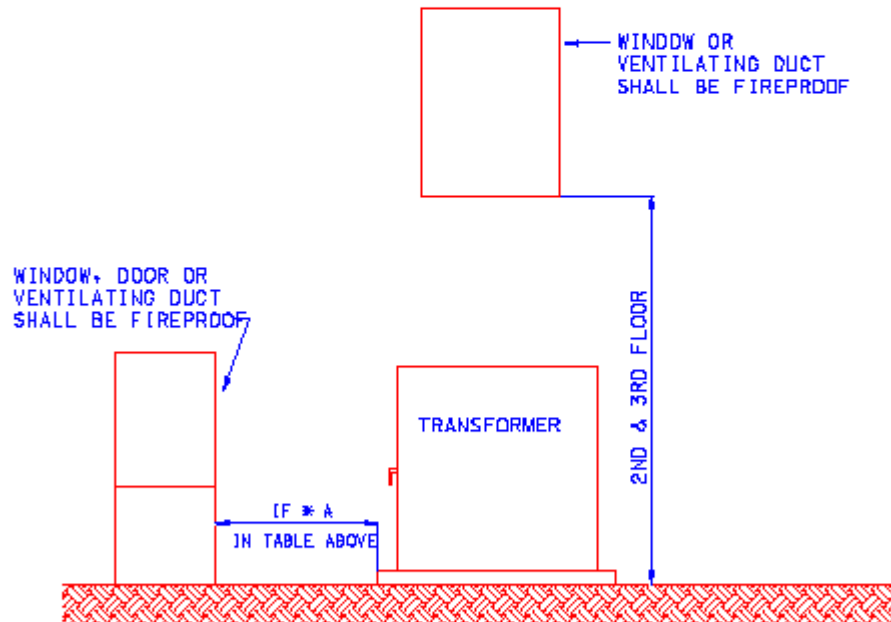 WINDOW OR
VENTILATING DUCT
SHALL BE FIREPROOF
WINDOW, DOOR OR
VENTILATING DUCT
SHALL BE FIREPROOF
2ND & 3RD FLOOR
TRANSFORMER
IF * A
IN TABLE ABOVE